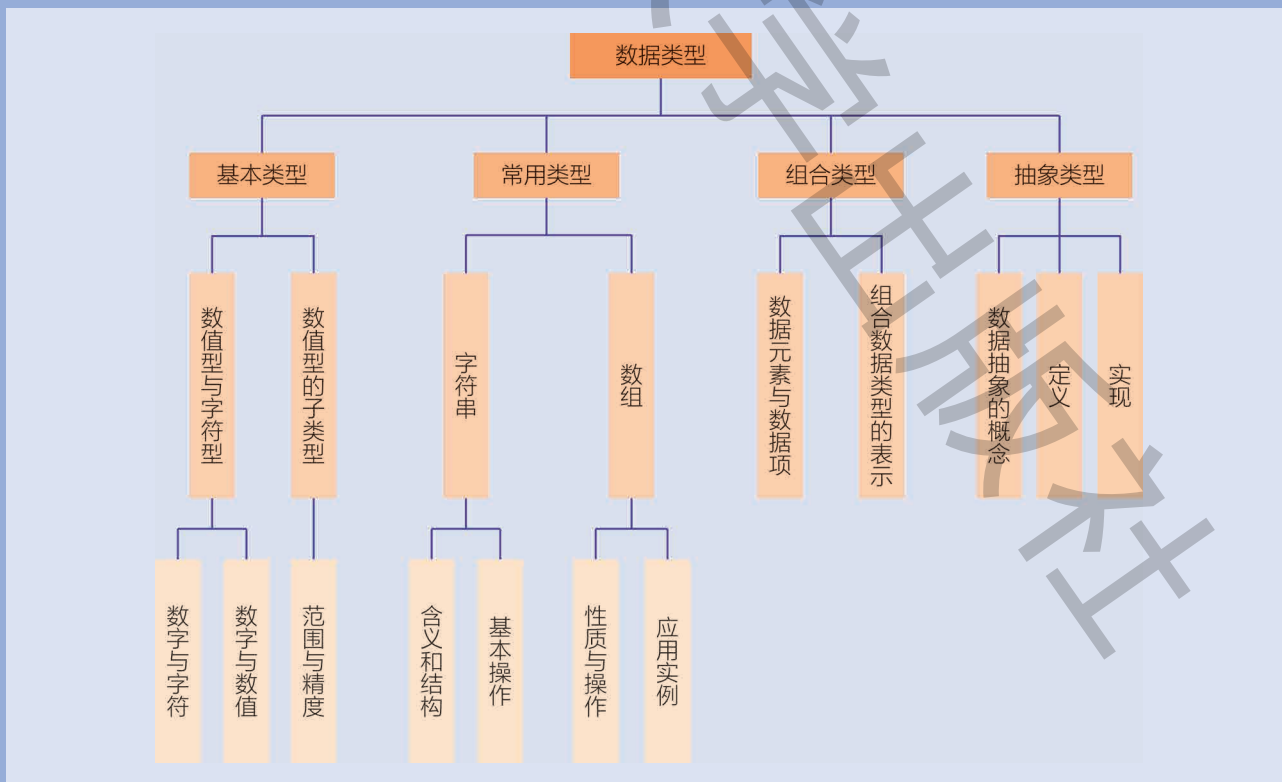 数据类型
基本类型
常用类型
组合类型
抽象类型
数值型与字符型
数值型的子类型
字符串
数组
数据元素与数据项
组合数据类型的表示
数据抽象的概念
定义
实现
数字与字符
数字与数值
范围与精度
含义和结构
基本操作
性质与操作
应用实例
学出版社